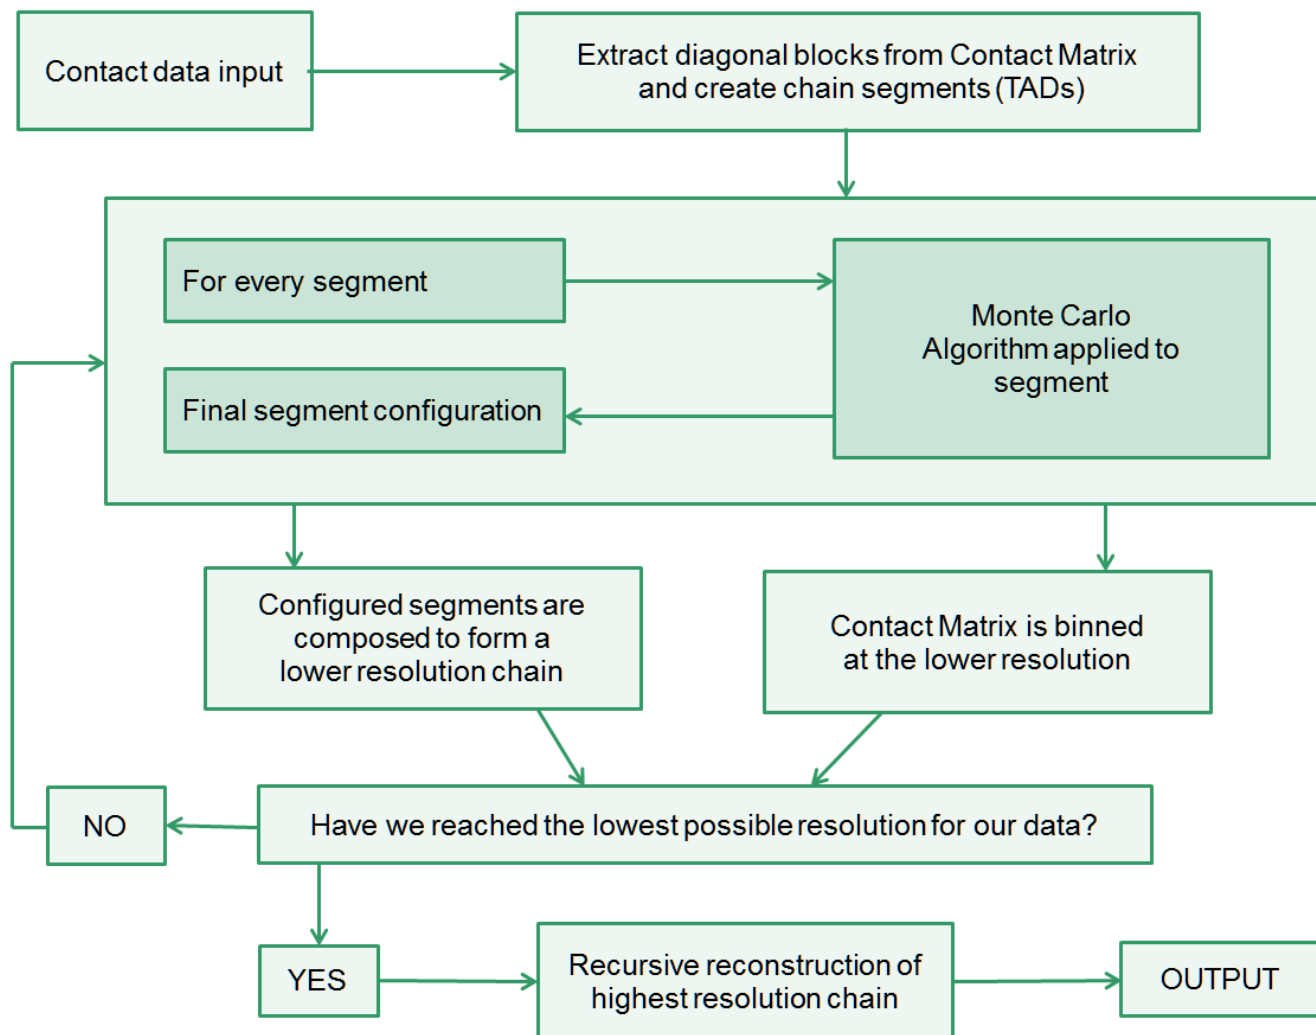 Contact data input
Extract diagonal blocks from Contact Matrix
and create chain segments (TADs)
For every segment
Monte Carlo
Algorithm applied to
segment
Final segment configuration
Configured segments are
composed to form a
lower resolution chain
Contact Matrix is binned
at the lower resolution
NO
Have we reached the lowest possible resolution for our data?
YES
Recursive reconstruction of
highest resolution chain
OUTPUT